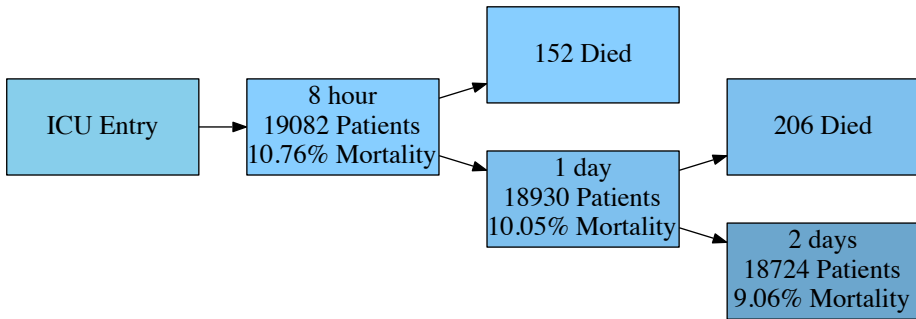 ICU Entry
8 hour
19082 Patients
10.76% Mortality
152 Died
1 day
18930 Patients
10.05% Mortality
206 Died
2 days
18724 Patients
9.06% Mortality